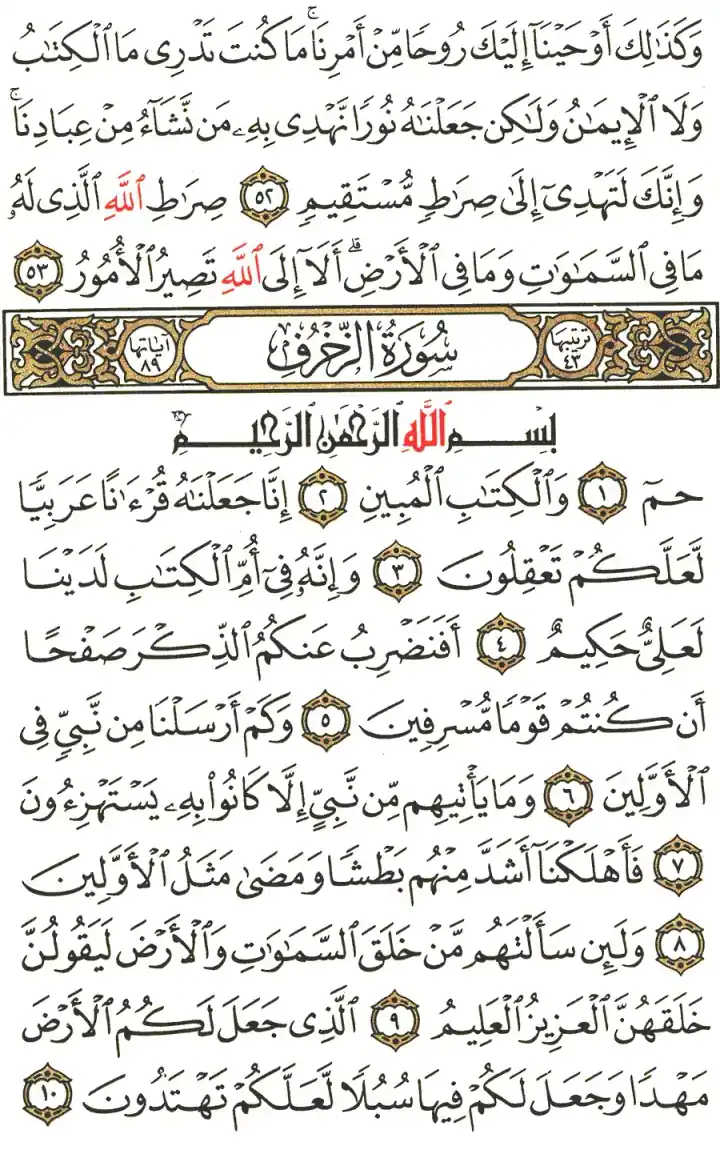 وَكَذَٰلِكَ أَوْحَيْنَآ إِلَيْكَ رُوحًا مِّنْ أَمْرِنَا ۚ مَا كُنتَ تَدْرِى مَا ٱلْكِتَٰبُ
وَلَا ٱلْإِيمَٰنُ وَلَٰكِن جَعَلْنَٰهُ نُورًا نَّهْدِى بِهِۦ مَن نَّشَآءُ مِنْ عِبَادِنَا ۚ
وَإِنَّكَ لَتَهْدِىٓ إِلَىٰ صِرَٰطٍ مُّسْتَقِيمٍ ٥٢ صِرَٰطِ ٱللَّهِ ٱلَّذِى لَهُۥ
مَا فِى ٱلسَّمَٰوَٰتِ وَمَا فِى ٱلْأَرْضِ ۗ أَلَآ إِلَى ٱللَّهِ تَصِيرُ ٱلْأُمُورُ ٥٣
ترتيبها ٤٣ سُورَةُ الزُّخْرُفِ آياتها ٨٩
بِسْمِ ٱللَّهِ ٱلرَّحْمَٰنِ ٱلرَّحِيمِ
حمٓ ١ وَٱلْكِتَٰبِ ٱلْمُبِينِ ٢ إِنَّا جَعَلْنَٰهُ قُرْءَٰنًا عَرَبِيًّا
لَّعَلَّكُمْ تَعْقِلُونَ ٣ وَإِنَّهُۥ فِىٓ أُمِّ ٱلْكِتَٰبِ لَدَيْنَا
لَعَلِىٌّ حَكِيمٌ ٤ أَفَنَضْرِبُ عَنكُمُ ٱلذِّكْرَ صَفْحًا
أَن كُنتُمْ قَوْمًا مُّسْرِفِينَ ٥ وَكَمْ أَرْسَلْنَا مِن نَّبِىٍّ فِى
ٱلْأَوَّلِينَ ٦ وَمَا يَأْتِيهِم مِّن نَّبِىٍّ إِلَّا كَانُوا۟ بِهِۦ يَسْتَهْزِءُونَ
٧ فَأَهْلَكْنَآ أَشَدَّ مِنْهُم بَطْشًا وَمَضَىٰ مَثَلُ ٱلْأَوَّلِينَ
٨ وَلَئِن سَأَلْتَهُم مَّنْ خَلَقَ ٱلسَّمَٰوَٰتِ وَٱلْأَرْضَ لَيَقُولُنَّ
خَلَقَهُنَّ ٱلْعَزِيزُ ٱلْعَلِيمُ ٩ ٱلَّذِى جَعَلَ لَكُمُ ٱلْأَرْضَ
مَهْدًا وَجَعَلَ لَكُمْ فِيهَا سُبُلًا لَّعَلَّكُمْ تَهْتَدُونَ ١٠